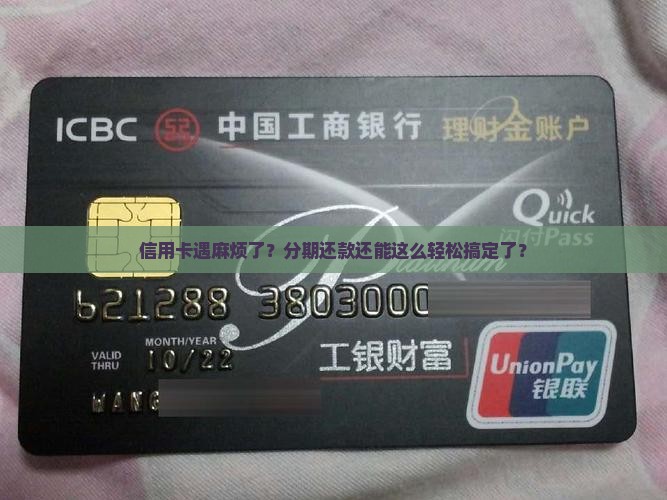 ICBC 中国工商银行 理财金账户
Quick
闪付Pass
信用卡遇麻烦了？分期还款还能这么轻松搞定了？
Platinum
621288 3803000
MONTH/YEAR
VALID
THRU
10/22
工银财富
UnionPay
银联
WANG